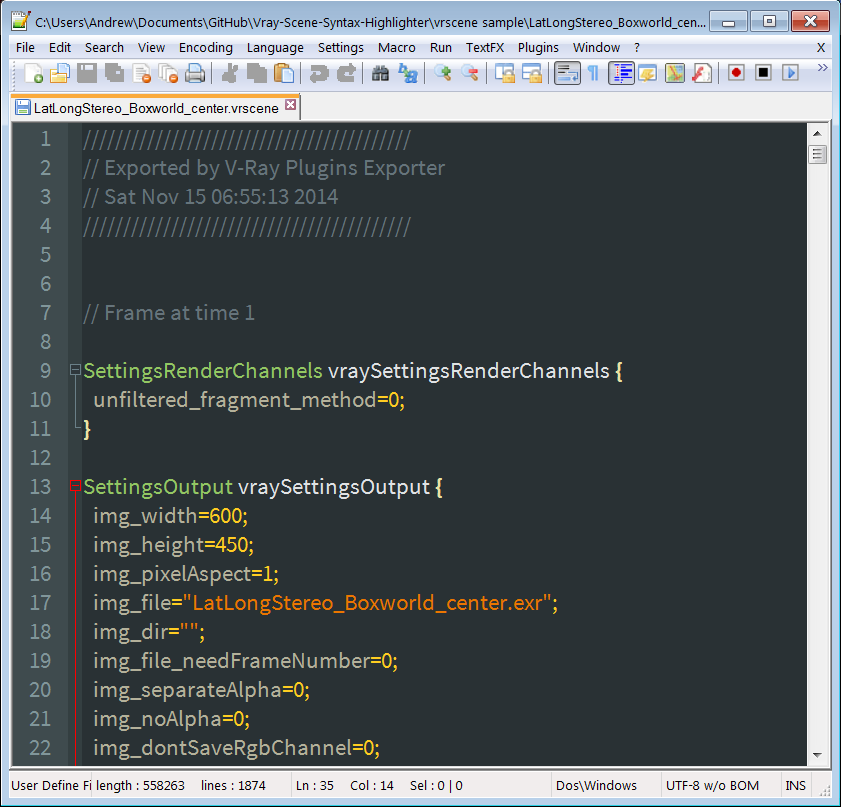 C:\Users\Andrew\Documents\GitHub\Vray-Scene-Syntax-Highlighter\vrscene sample\LatLongStereo_Boxworld_cen...
File Edit Search View Encoding Language Settings Macro Run TextFX Plugins Window ? X
LatLongStereo_Boxworld_center.vrscene
1 //////////////////////////////////////////
2 // Exported by V-Ray Plugins Exporter
3 // Sat Nov 15 06:55:13 2014
4 //////////////////////////////////////////
5
6
7 // Frame at time 1
8
9 SettingsRenderChannels vraySettingsRenderChannels {
10 unfiltered_fragment_method=0;
11 }
12
13 SettingsOutput vraySettingsOutput {
14 img_width=600;
15 img_height=450;
16 img_pixelAspect=1;
17 img_file="LatLongStereo_Boxworld_center.exr";
18 img_dir="";
19 img_file_needFrameNumber=0;
20 img_separateAlpha=0;
21 img_noAlpha=0;
22 img_dontSaveRgbChannel=0;
User Define Fi length : 558263 lines : 1874 Ln : 35 Col : 14 Sel : 0 | 0 Dos\Windows UTF-8 w/o BOM INS